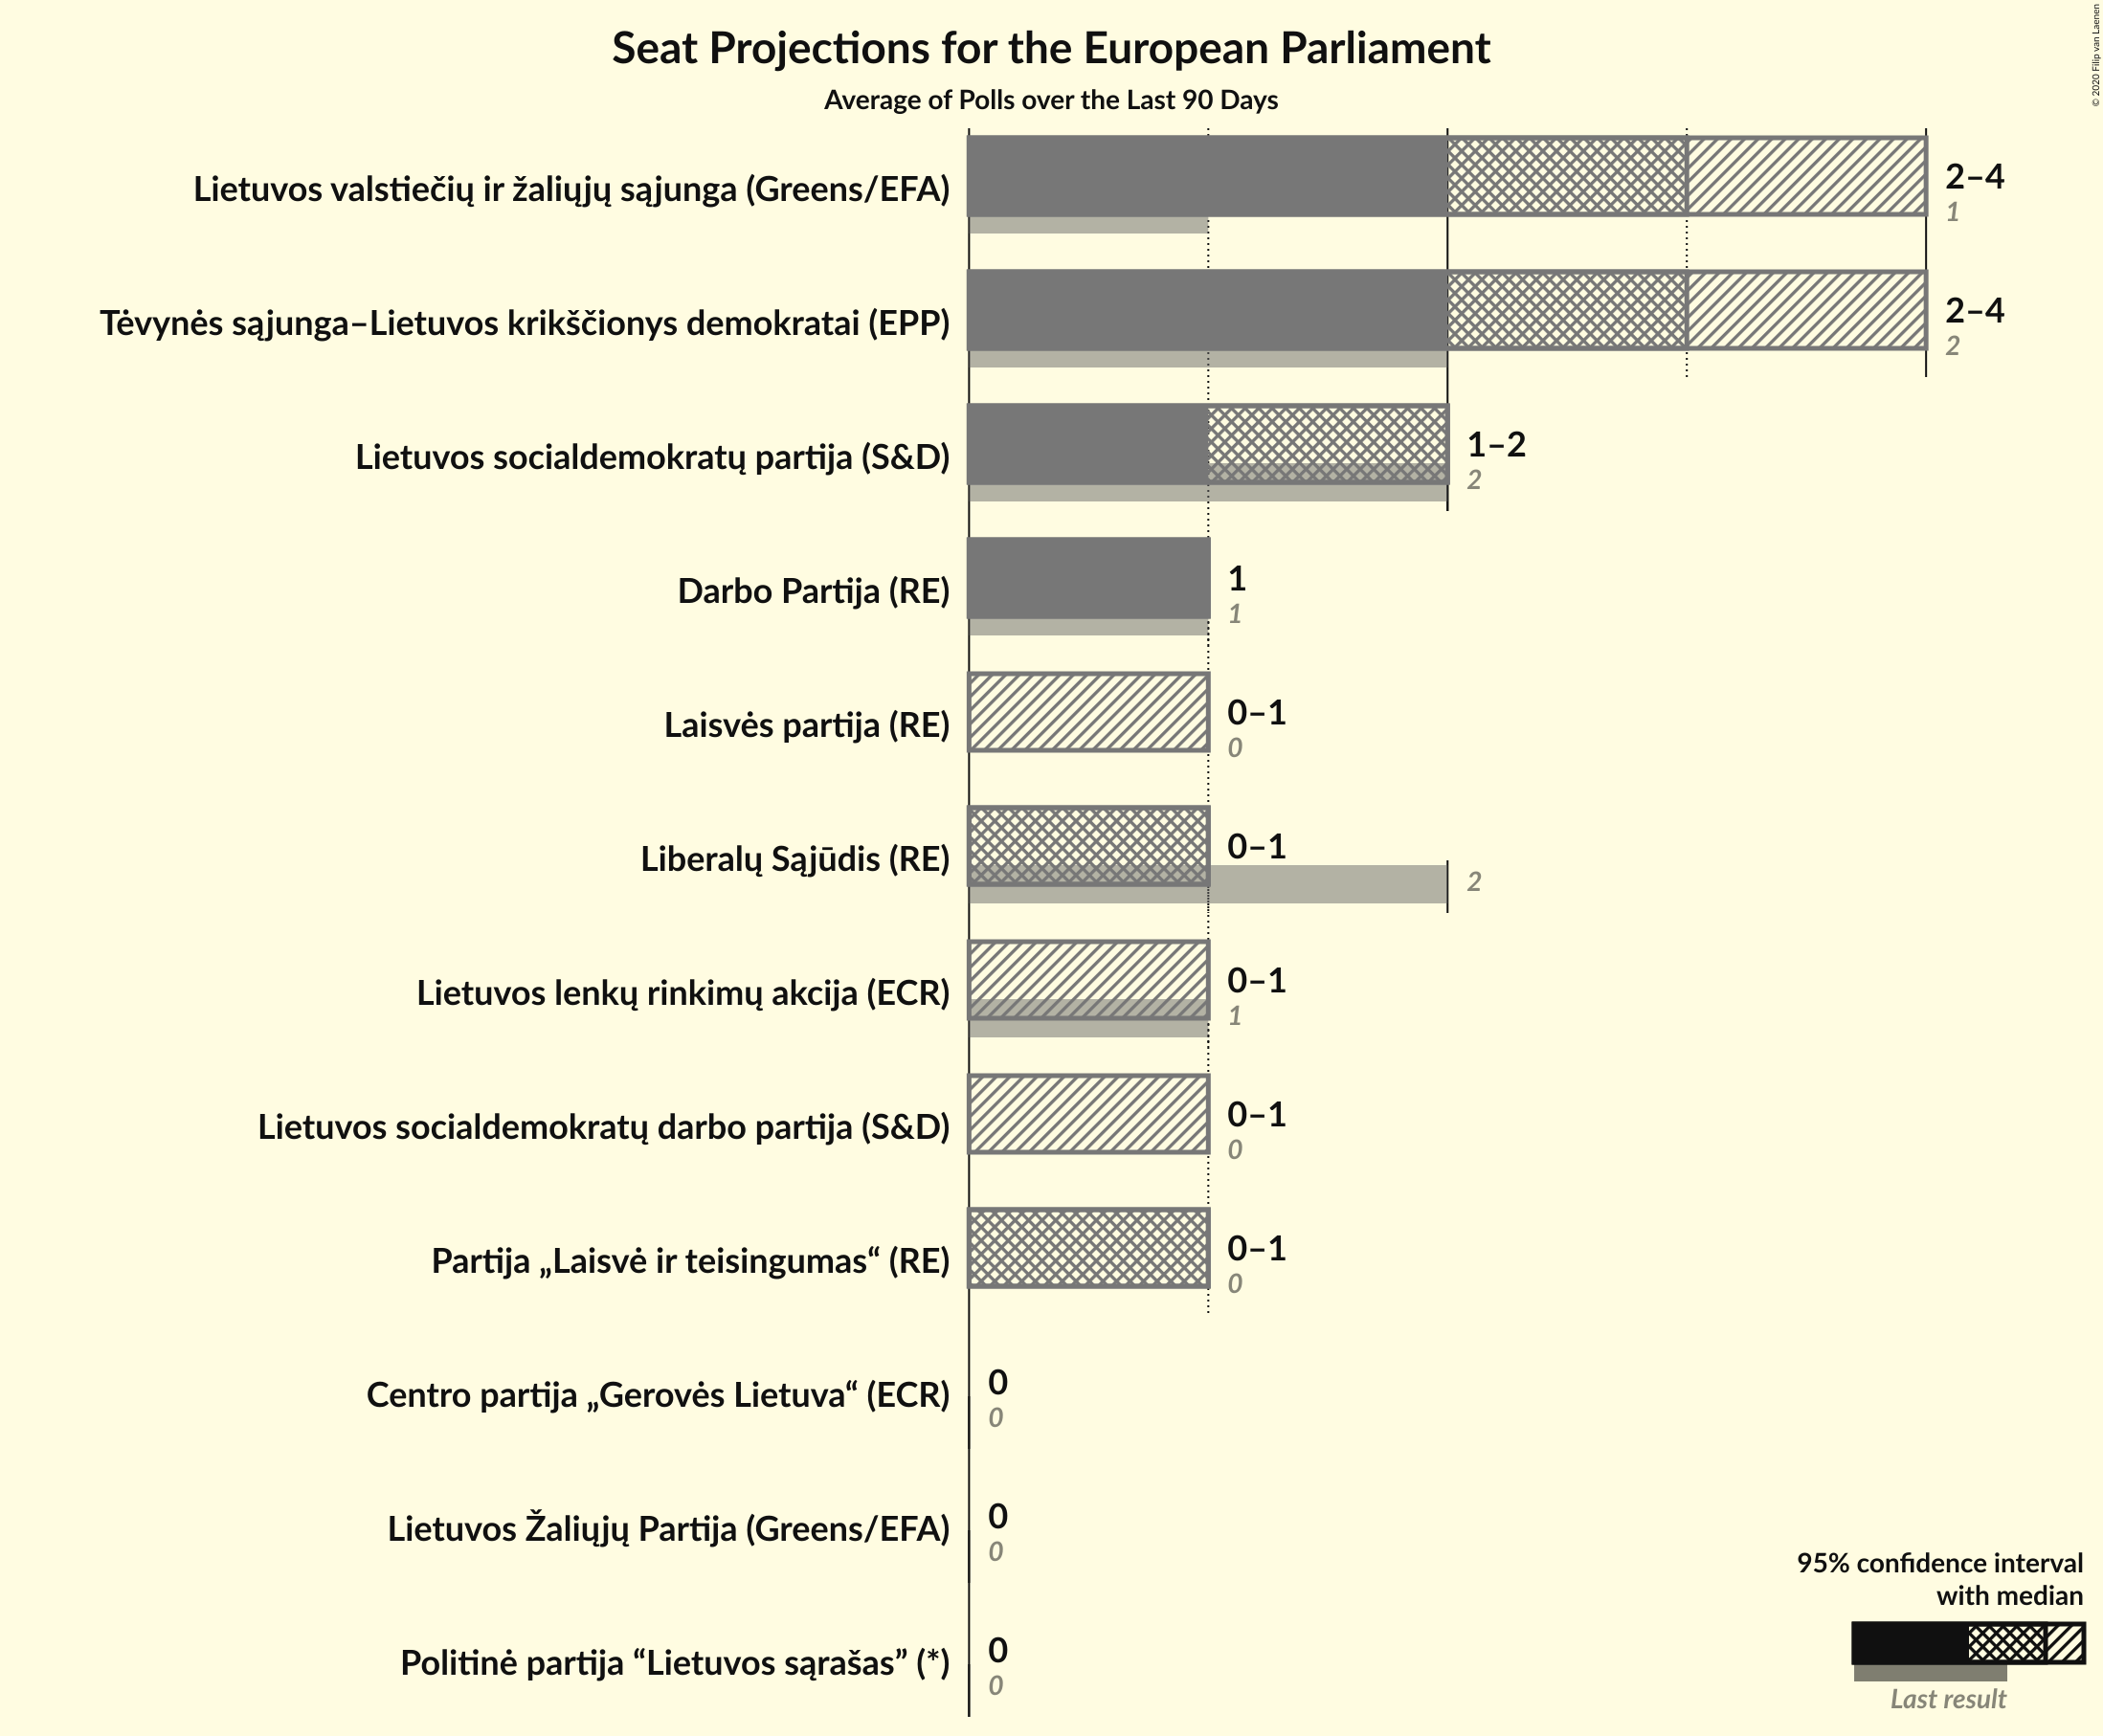 Seat Projections for the European Parliament
Average of Polls over the Last 90 Days
© 2020 Filip van Laenen
Lietuvos valstiečių ir žaliųjų sąjunga (Greens/EFA)
2–4
1
Tėvynės sąjunga–Lietuvos krikščionys demokratai (EPP)
2–4
2
Lietuvos socialdemokratų partija (S&D)
1–2
2
Darbo Partija (RE)
1
1
Laisvės partija (RE)
0–1
0
Liberalų Sąjūdis (RE)
0–1
2
Lietuvos lenkų rinkimų akcija (ECR)
0–1
1
Lietuvos socialdemokratų darbo partija (S&D)
0–1
0
Partija „Laisvė ir teisingumas“ (RE)
0–1
0
Centro partija „Gerovės Lietuva“ (ECR)
0
0
Lietuvos Žaliųjų Partija (Greens/EFA)
0
0
Politinė partija “Lietuvos sąrašas” (*)
0
0
95% confidence interval
with median
Last result